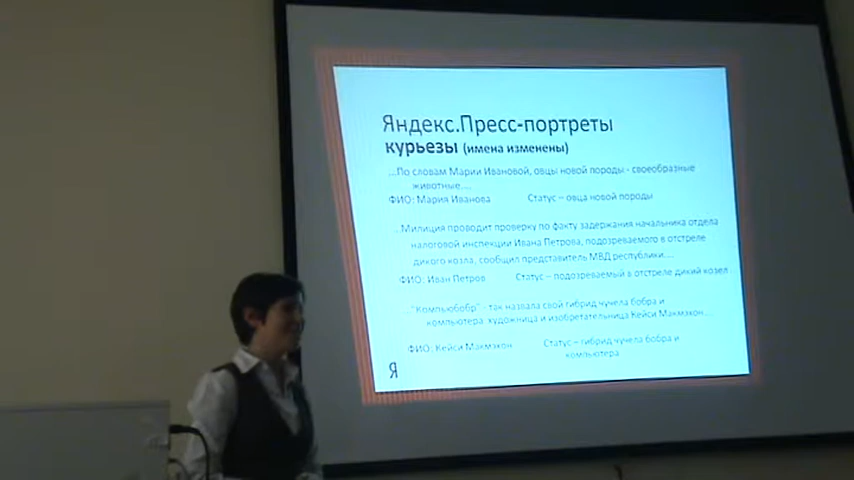 Яндекс.Пресс-портреты
курьезы (имена изменены)
...По словам Марии Ивановой, овцы новой породы - своеобразные
животные....
ФИО: Мария Иванова Статус – овца новой породы
...Милиция проводит проверку по факту задержания начальника отдела
налоговой инспекции Ивана Петрова, подозреваемого в отстреле
дикого козла, сообщил представитель МВД республики....
ФИО: Иван Петров Статус – подозреваемый в отстреле дикий козел
..."Компьюбобр" - так назвала свой гибрид чучела бобра и
компьютера художница и изобретательница Кейси Макмэхон...
ФИО: Кейси Макмэхон Статус – гибрид чучела бобра и
компьютера
Я